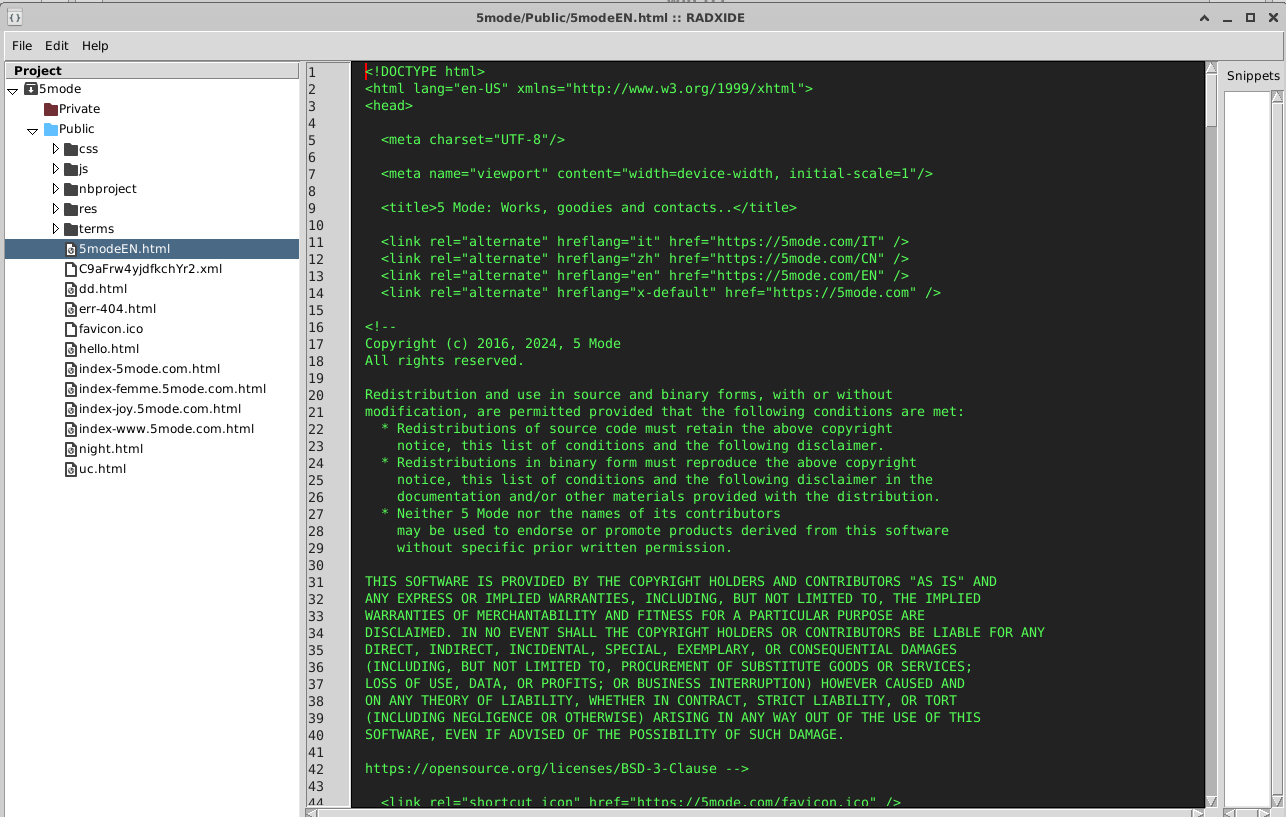 5mode/Public/5modeEN.html :: RADXIDE
File Edit Help
Project
5mode
Private
Public
css
js
nbproject
res
terms
5modeEN.html
C9aFrw4yjdfkchYr2.xml
dd.html
err-404.html
favicon.ico
hello.html
index-5mode.com.html
index-femme.5mode.com.html
index-joy.5mode.com.html
index-www.5mode.com.html
night.html
uc.html
1 <!DOCTYPE html>
2 <html lang="en-US" xmlns="http://www.w3.org/1999/xhtml">
3 <head>
4
5 <meta charset="UTF-8"/>
6
7 <meta name="viewport" content="width=device-width, initial-scale=1"/>
8
9 <title>5 Mode: Works, goodies and contacts..</title>
10
11 <link rel="alternate" hreflang="it" href="https://5mode.com/IT" />
12 <link rel="alternate" hreflang="zh" href="https://5mode.com/CN" />
13 <link rel="alternate" hreflang="en" href="https://5mode.com/EN" />
14 <link rel="alternate" hreflang="x-default" href="https://5mode.com" />
15
16 <!--
17 Copyright (c) 2016, 2024, 5 Mode
18 All rights reserved.
19
20 Redistribution and use in source and binary forms, with or without
21 modification, are permitted provided that the following conditions are met:
22 * Redistributions of source code must retain the above copyright
23 notice, this list of conditions and the following disclaimer.
24 * Redistributions in binary form must reproduce the above copyright
25 notice, this list of conditions and the following disclaimer in the
26 documentation and/or other materials provided with the distribution.
27 * Neither 5 Mode nor the names of its contributors
28 may be used to endorse or promote products derived from this software
29 without specific prior written permission.
30
31 THIS SOFTWARE IS PROVIDED BY THE COPYRIGHT HOLDERS AND CONTRIBUTORS "AS IS" AND
32 ANY EXPRESS OR IMPLIED WARRANTIES, INCLUDING, BUT NOT LIMITED TO, THE IMPLIED
33 WARRANTIES OF MERCHANTABILITY AND FITNESS FOR A PARTICULAR PURPOSE ARE
34 DISCLAIMED. IN NO EVENT SHALL THE COPYRIGHT HOLDERS OR CONTRIBUTORS BE LIABLE FOR ANY
35 DIRECT, INDIRECT, INCIDENTAL, SPECIAL, EXEMPLARY, OR CONSEQUENTIAL DAMAGES
36 (INCLUDING, BUT NOT LIMITED TO, PROCUREMENT OF SUBSTITUTE GOODS OR SERVICES;
37 LOSS OF USE, DATA, OR PROFITS; OR BUSINESS INTERRUPTION) HOWEVER CAUSED AND
38 ON ANY THEORY OF LIABILITY, WHETHER IN CONTRACT, STRICT LIABILITY, OR TORT
39 (INCLUDING NEGLIGENCE OR OTHERWISE) ARISING IN ANY WAY OUT OF THE USE OF THIS
40 SOFTWARE, EVEN IF ADVISED OF THE POSSIBILITY OF SUCH DAMAGE.
41
42 https://opensource.org/licenses/BSD-3-Clause -->
43
44 <link rel="shortcut icon" href="https://5mode.com/favicon.ico" />
Snippets